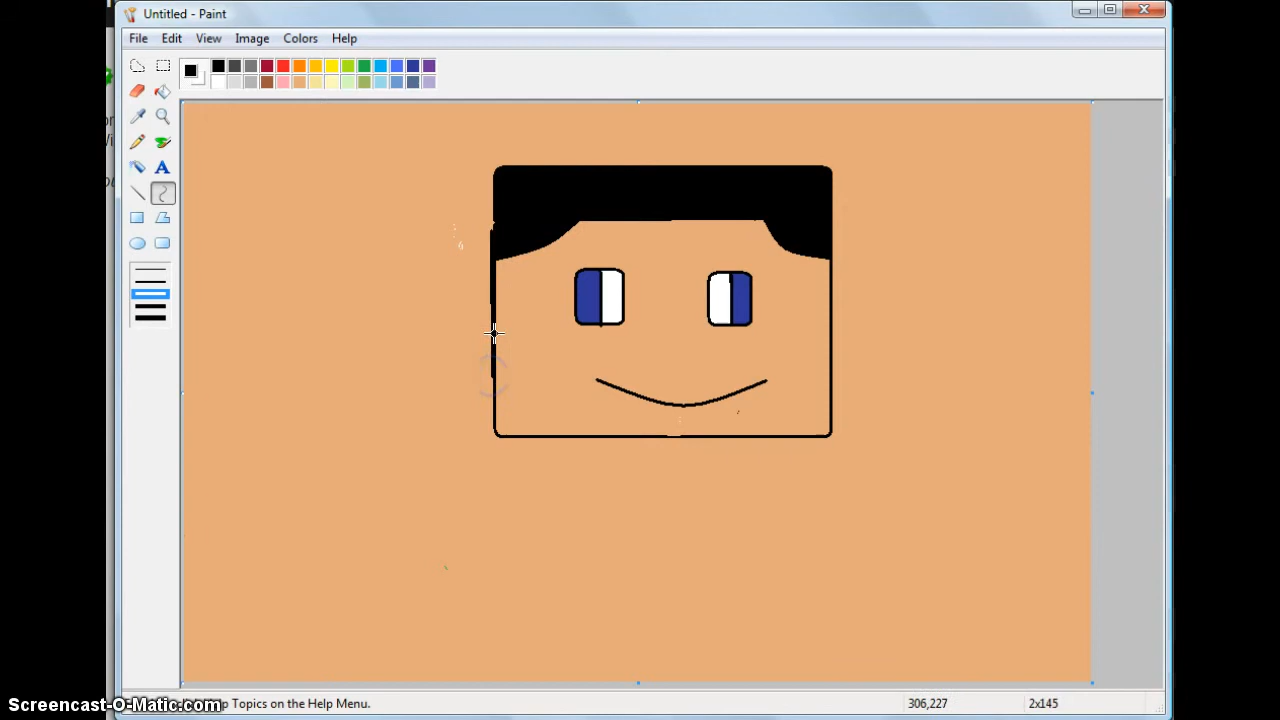 Untitled - Paint
File Edit View Image Colors Help
A
Topics on the Help Menu.
306,227
2x145
Screencast-O-Matic.com